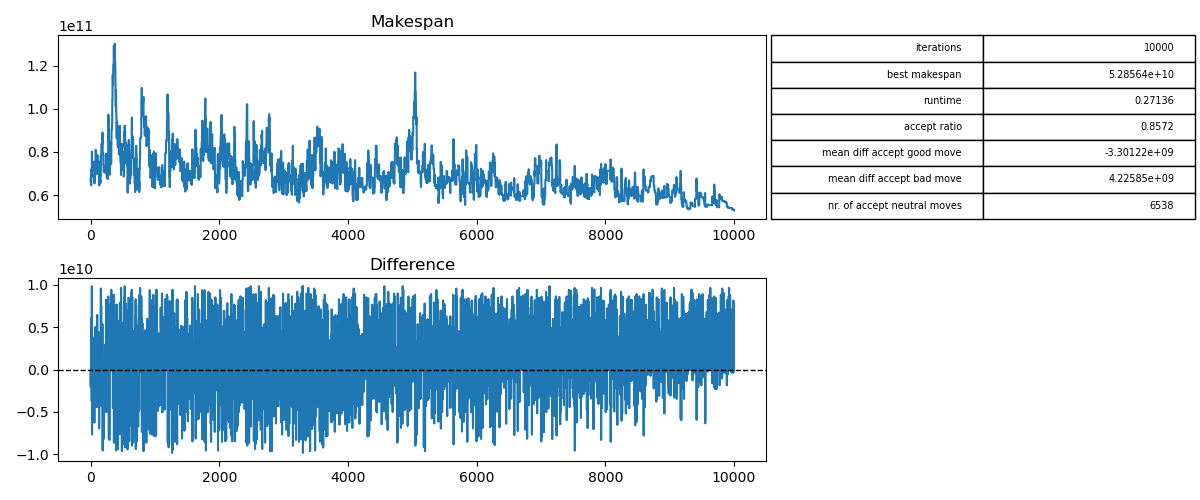 Makespan
1e11
1.2
1.0
0.8
0.6
0 2000 4000 6000 8000 10000
iterations 10000
best makespan 5.28564e+10
runtime 0.27136
accept ratio 0.8572
mean diff accept good move -3.30122e+09
mean diff accept bad move 4.22585e+09
nr. of accept neutral moves 6538
Difference
1e10
1.0
0.5
0.0
−0.5
−1.0
0 2000 4000 6000 8000 10000